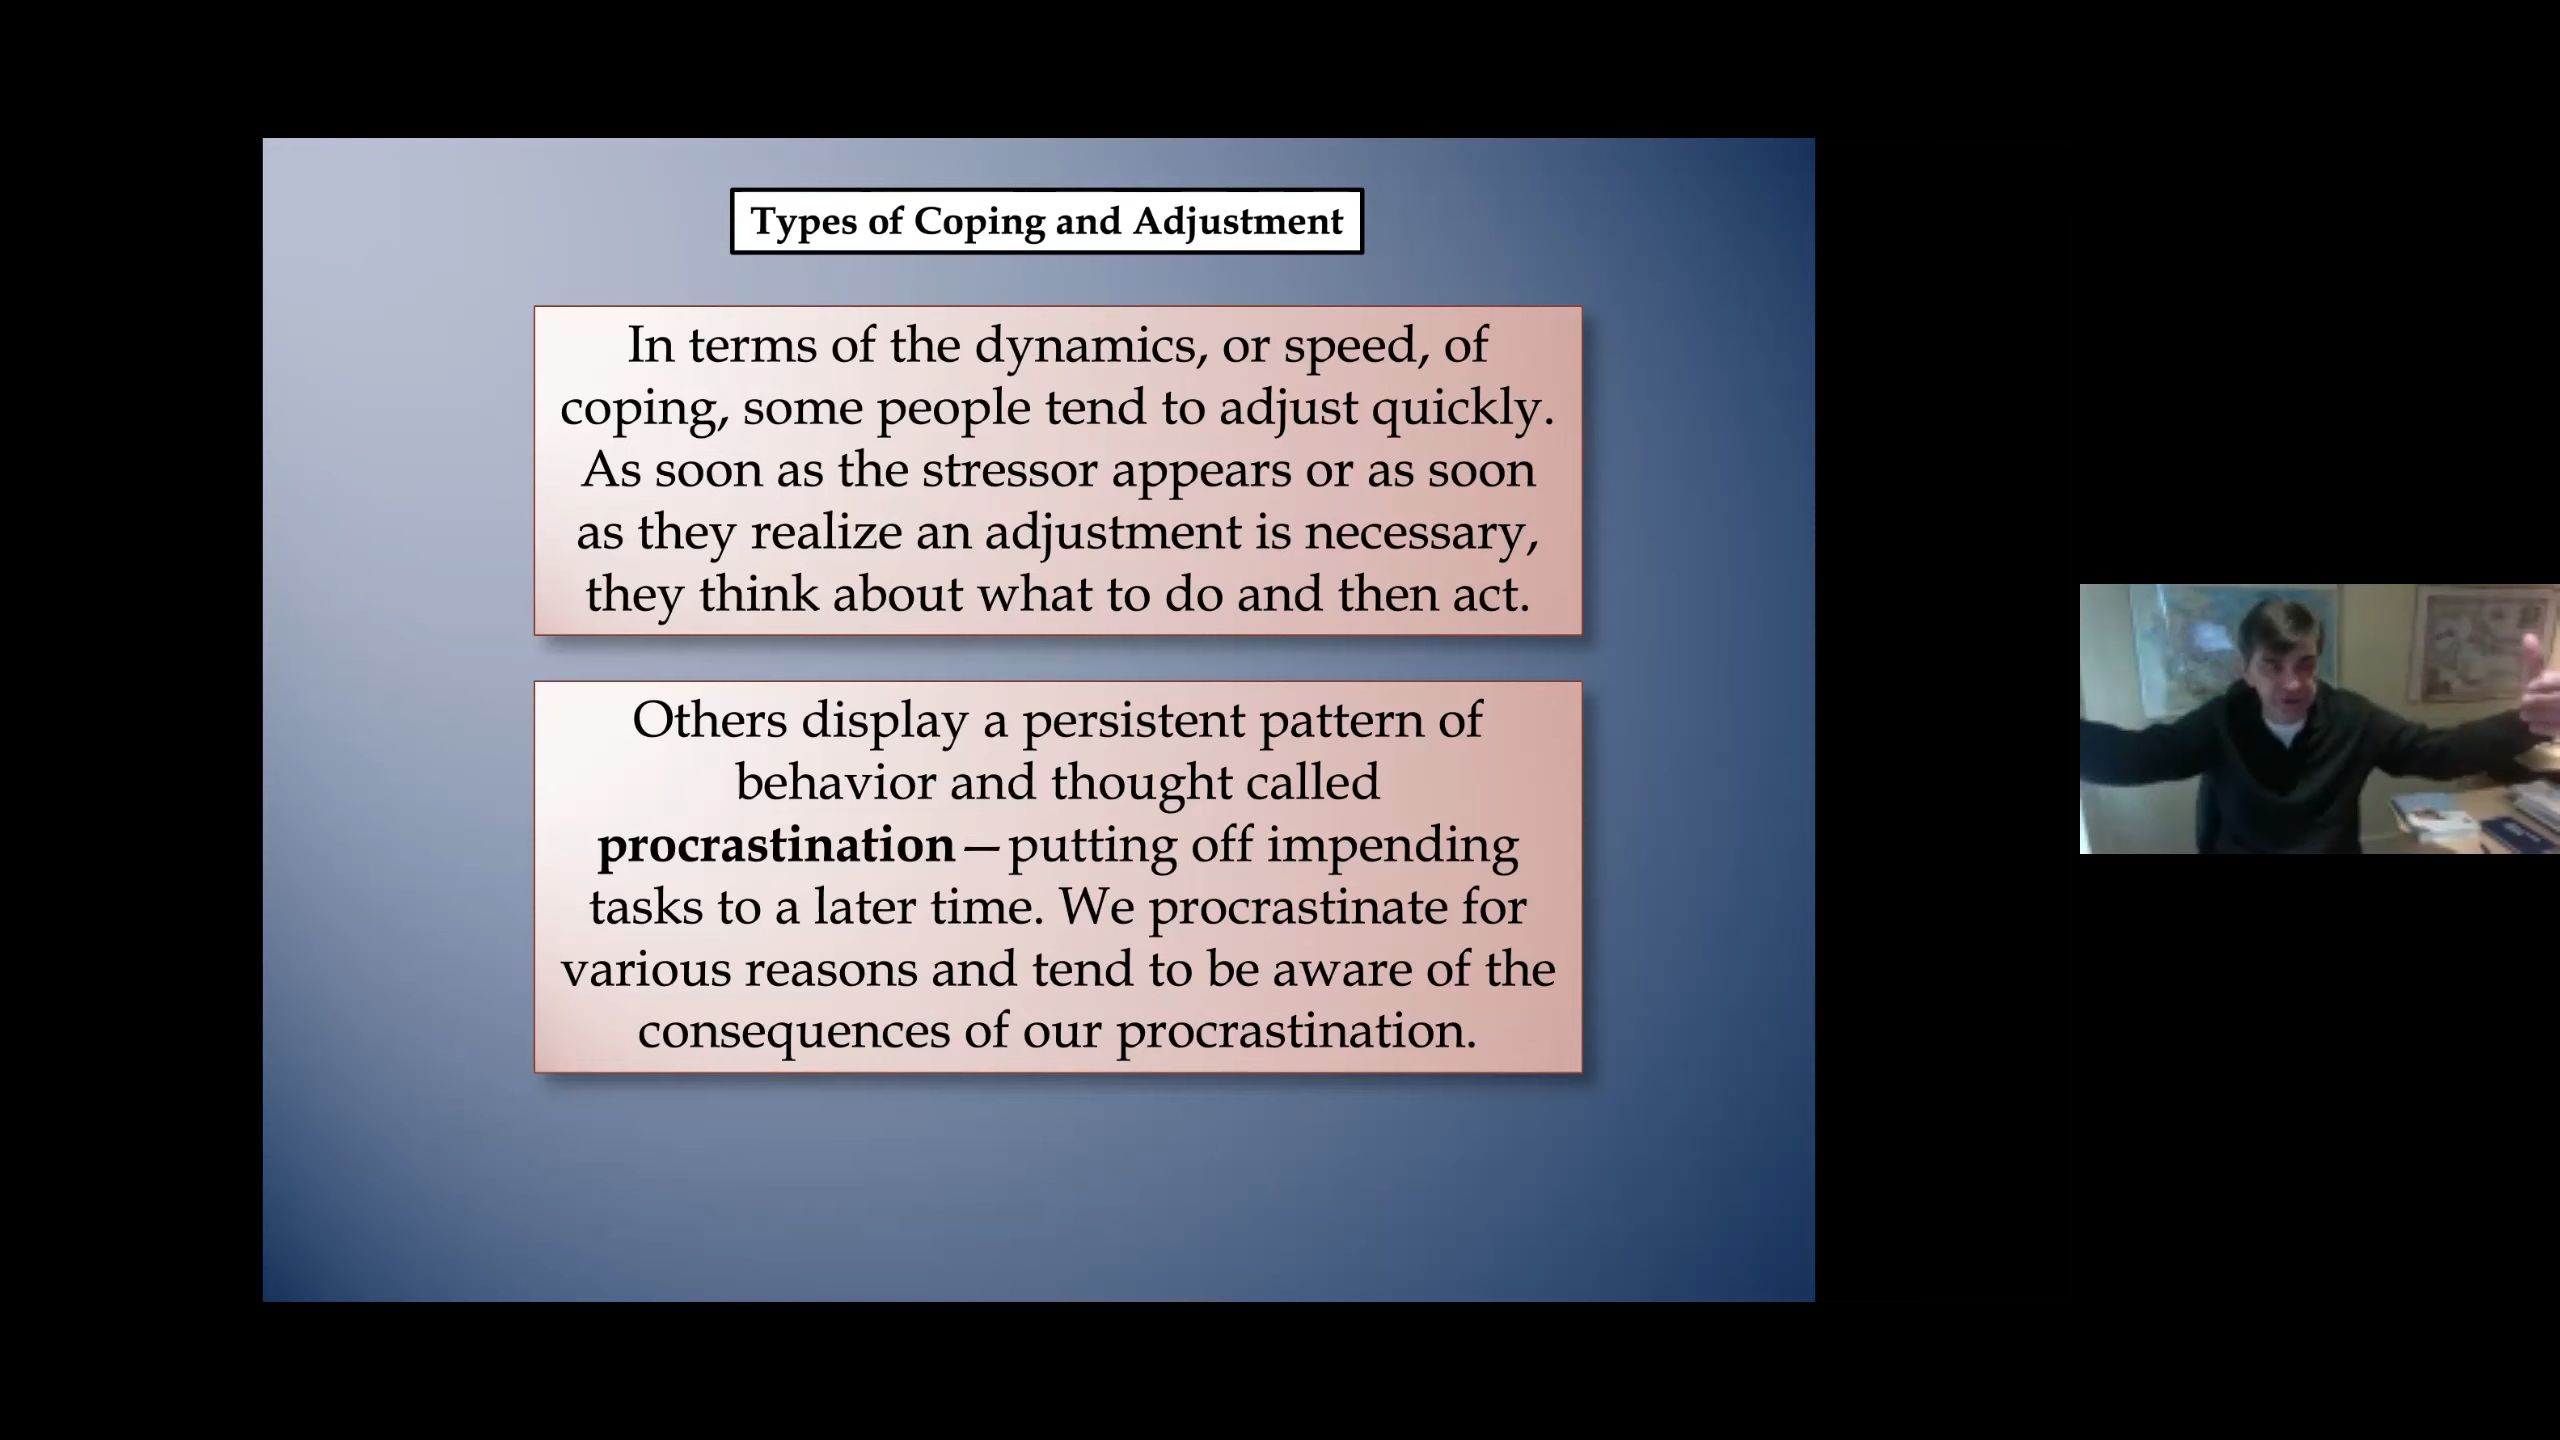 Types of Coping and Adjustment
In terms of the dynamics, or speed, of
coping, some people tend to adjust quickly.
As soon as the stressor appears or as soon
as they realize an adjustment is necessary,
they think about what to do and then act.
Others display a persistent pattern of
behavior and thought called
procrastination—putting off impending
tasks to a later time. We procrastinate for
various reasons and tend to be aware of the
consequences of our procrastination.